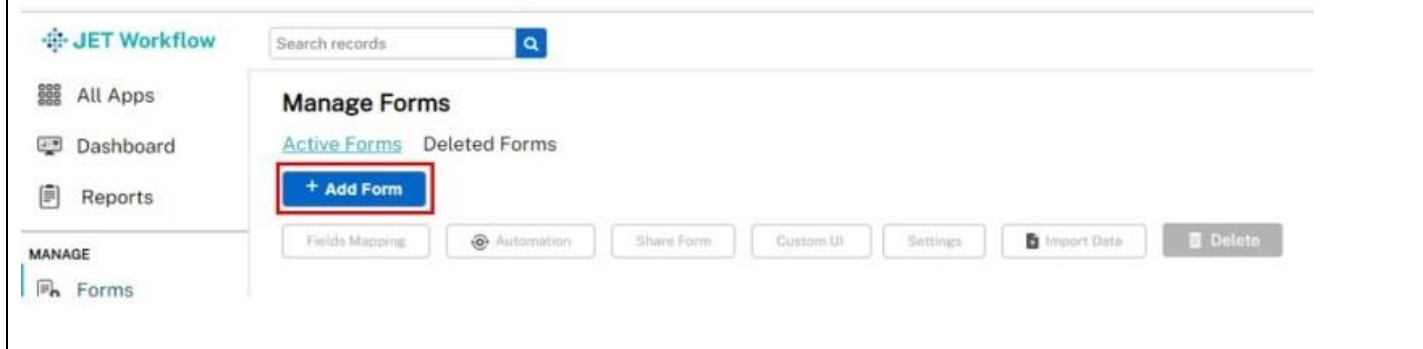 JET Workflow
Search records
All Apps
Dashboard
Reports
MANAGE
Forms
Manage Forms
Active Forms Deleted Forms
+ Add Form
Fields Mapping Automation Share Form Custom UI Settings Import Data Delete